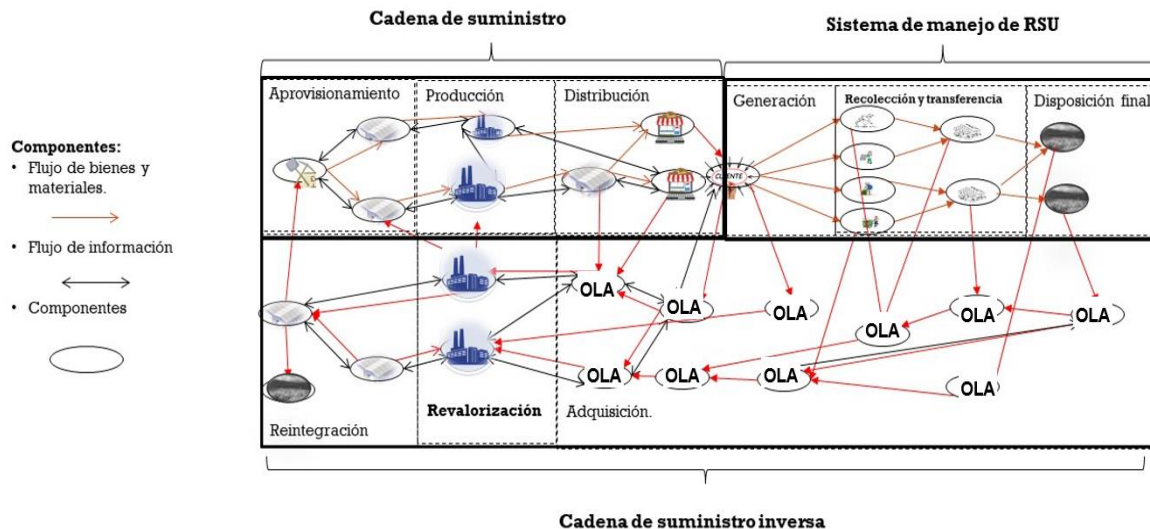 Cadena de suministro
Sistema de manejo de RSU
Aprovisionamiento
Producción
Distribución
Generación
Recolección y transferencia
Disposición final
Componentes:
• Flujo de bienes y
materiales.
• Flujo de información
• Componentes
CLIENTE
OLA
OLA
OLA
OLA
OLA
OLA
OLA
OLA
OLA
OLA
Revalorización
Adquisición.
Reintegración
Cadena de suministro inversa